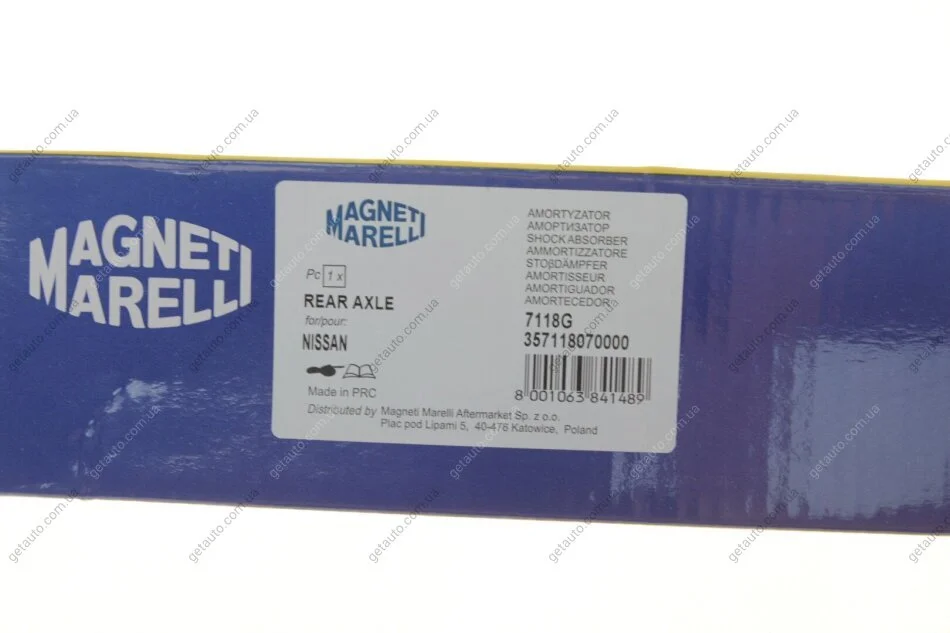 MAGNETI
MARELLI
MAGNETI
MARELLI
Pc 1 x
REAR AXLE
for/pour:
NISSAN
Made in PRC
Distributed by Magneti Marelli Aftermarket Sp. z o.o.
Plac pod Lipami 5, 40-476 Katowice, Poland
AMORTYZATOR
АМОРТИЗАТОР
SHOCK ABSORBER
AMMORTIZZATORE
STOβDÄMPFER
AMORTISSEUR
AMORTIGUADOR
AMORTECEDOR
7118G
357118070000
8 001063 841489
getauto.com.ua